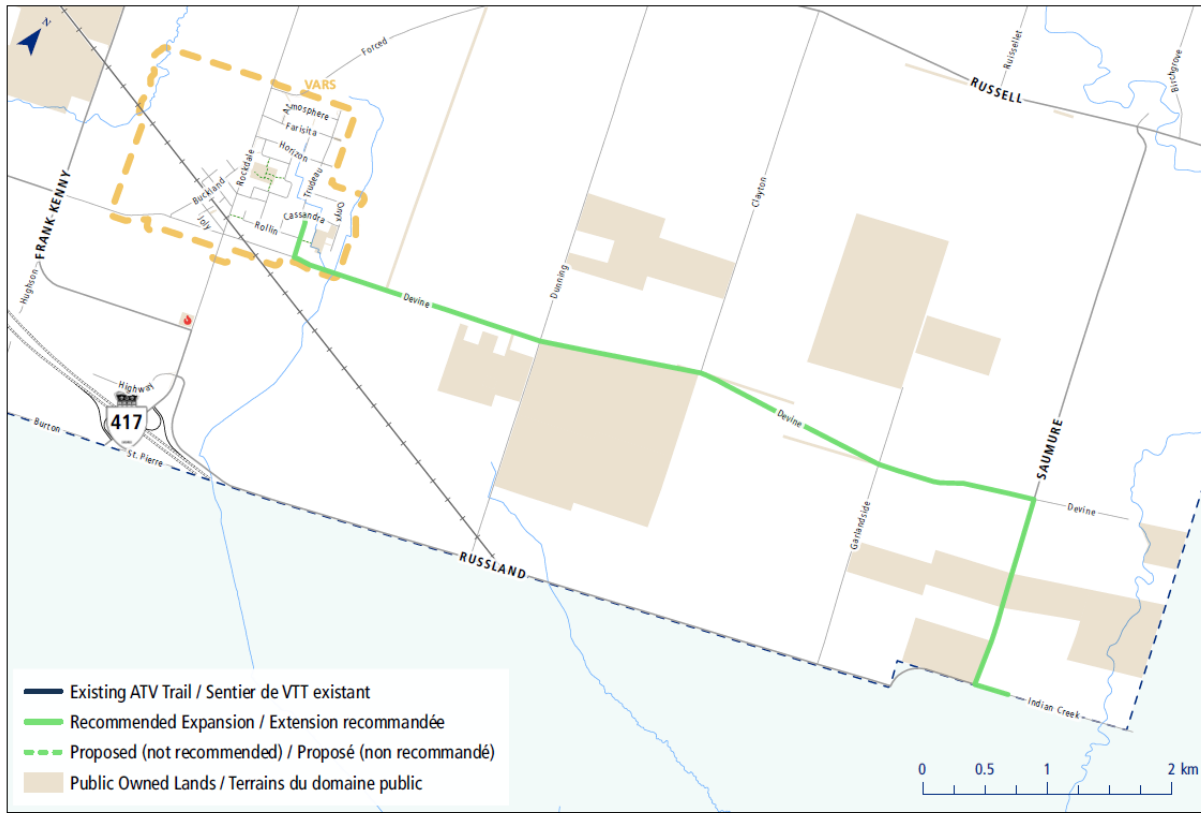 N
Forced
VARS
Atmosphere
Farisita
Horizon
Rockdale
Trudeau
Buckland
Joly
Cassandra
Onyx
Rollin
FRANK-KENNY
Hughson
Highway
417
Burton
St. Pierre
Devine
Dunning
Clayton
Ruissellet
RUSSELL
Birchgrove
Devine
SAUMURE
Devine
Garlandside
RUSSLAND
Indian Creek
Existing ATV Trail / Sentier de VTT existant
Recommended Expansion / Extension recommandée
Proposed (not recommended) / Proposé (non recommandé)
Public Owned Lands / Terrains du domaine public
0 0.5 1 2 km